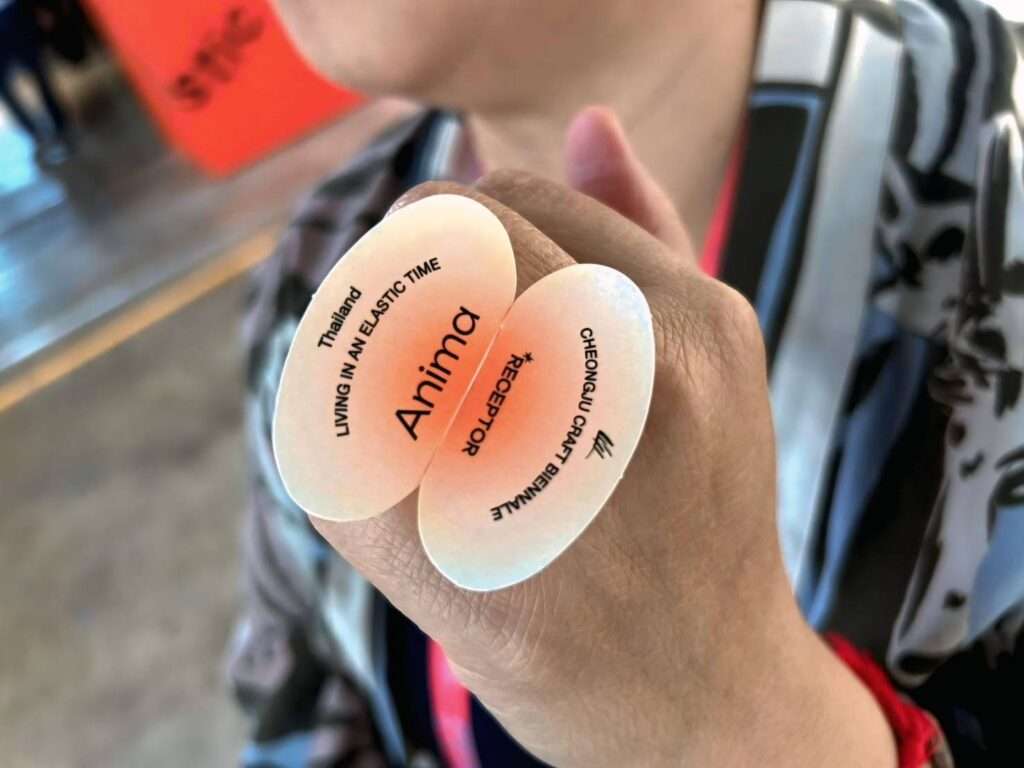 Thailand
LIVING IN AN ELASTIC TIME
Anima
*RECEPTOR
CHEONGJU CRAFT BIENNALE